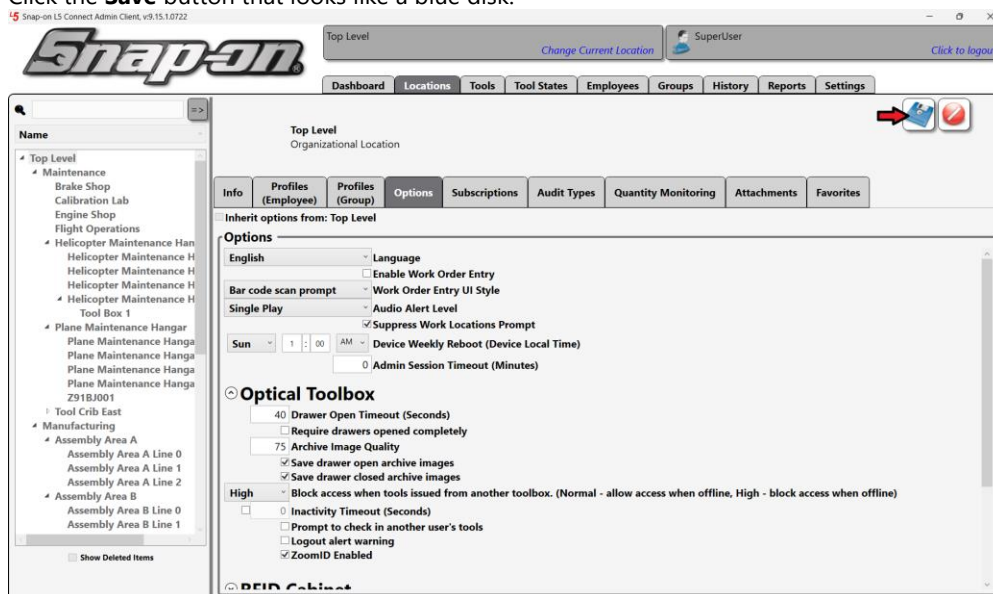 Click the Save button that looks like a blue disk.
L5 Snap-on L5 Connect Admin Client, v:9.15.1.0722
Snap-on
Top Level
Change Current Location
SuperUser
Click to logou
Dashboard Locations Tools Tool States Employees Groups History Reports Settings
=>
Name
Top Level
Maintenance
Brake Shop
Calibration Lab
Engine Shop
Flight Operations
Helicopter Maintenance Han
Helicopter Maintenance H
Helicopter Maintenance H
Helicopter Maintenance H
Helicopter Maintenance H
Tool Box 1
Plane Maintenance Hangar
Plane Maintenance Hanga
Plane Maintenance Hanga
Plane Maintenance Hanga
Plane Maintenance Hanga
Z91BJ001
Tool Crib East
Manufacturing
Assembly Area A
Assembly Area A Line 0
Assembly Area A Line 1
Assembly Area A Line 2
Assembly Area B
Assembly Area B Line 0
Assembly Area B Line 1
Show Deleted Items
Top Level
Organizational Location
Info Profiles (Employee) Profiles (Group) Options Subscriptions Audit Types Quantity Monitoring Attachments Favorites
Inherit options from: Top Level
Options
English Language
Enable Work Order Entry
Bar code scan prompt Work Order Entry UI Style
Single Play Audio Alert Level
Suppress Work Locations Prompt
Sun 1 : 00 AM Device Weekly Reboot (Device Local Time)
0 Admin Session Timeout (Minutes)
Optical Toolbox
40 Drawer Open Timeout (Seconds)
Require drawers opened completely
75 Archive Image Quality
Save drawer open archive images
Save drawer closed archive images
High Block access when tools issued from another toolbox. (Normal - allow access when offline, High - block access when offline)
0 Inactivity Timeout (Seconds)
Prompt to check in another user's tools
Logout alert warning
ZoomID Enabled
RFID Cabinet